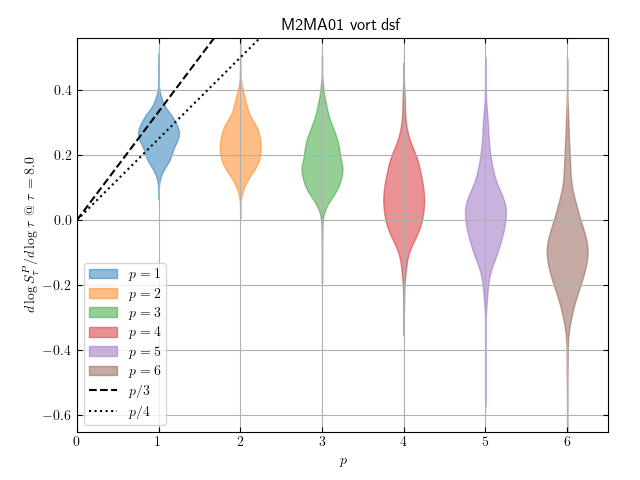 M2MA01 vort dsf
d log S_τ^P / d log τ @ τ = 8.0
0.4
0.2
0.0
−0.2
−0.4
−0.6
p = 1
p = 2
p = 3
p = 4
p = 5
p = 6
p/3
p/4
0 1 2 3 4 5 6
p